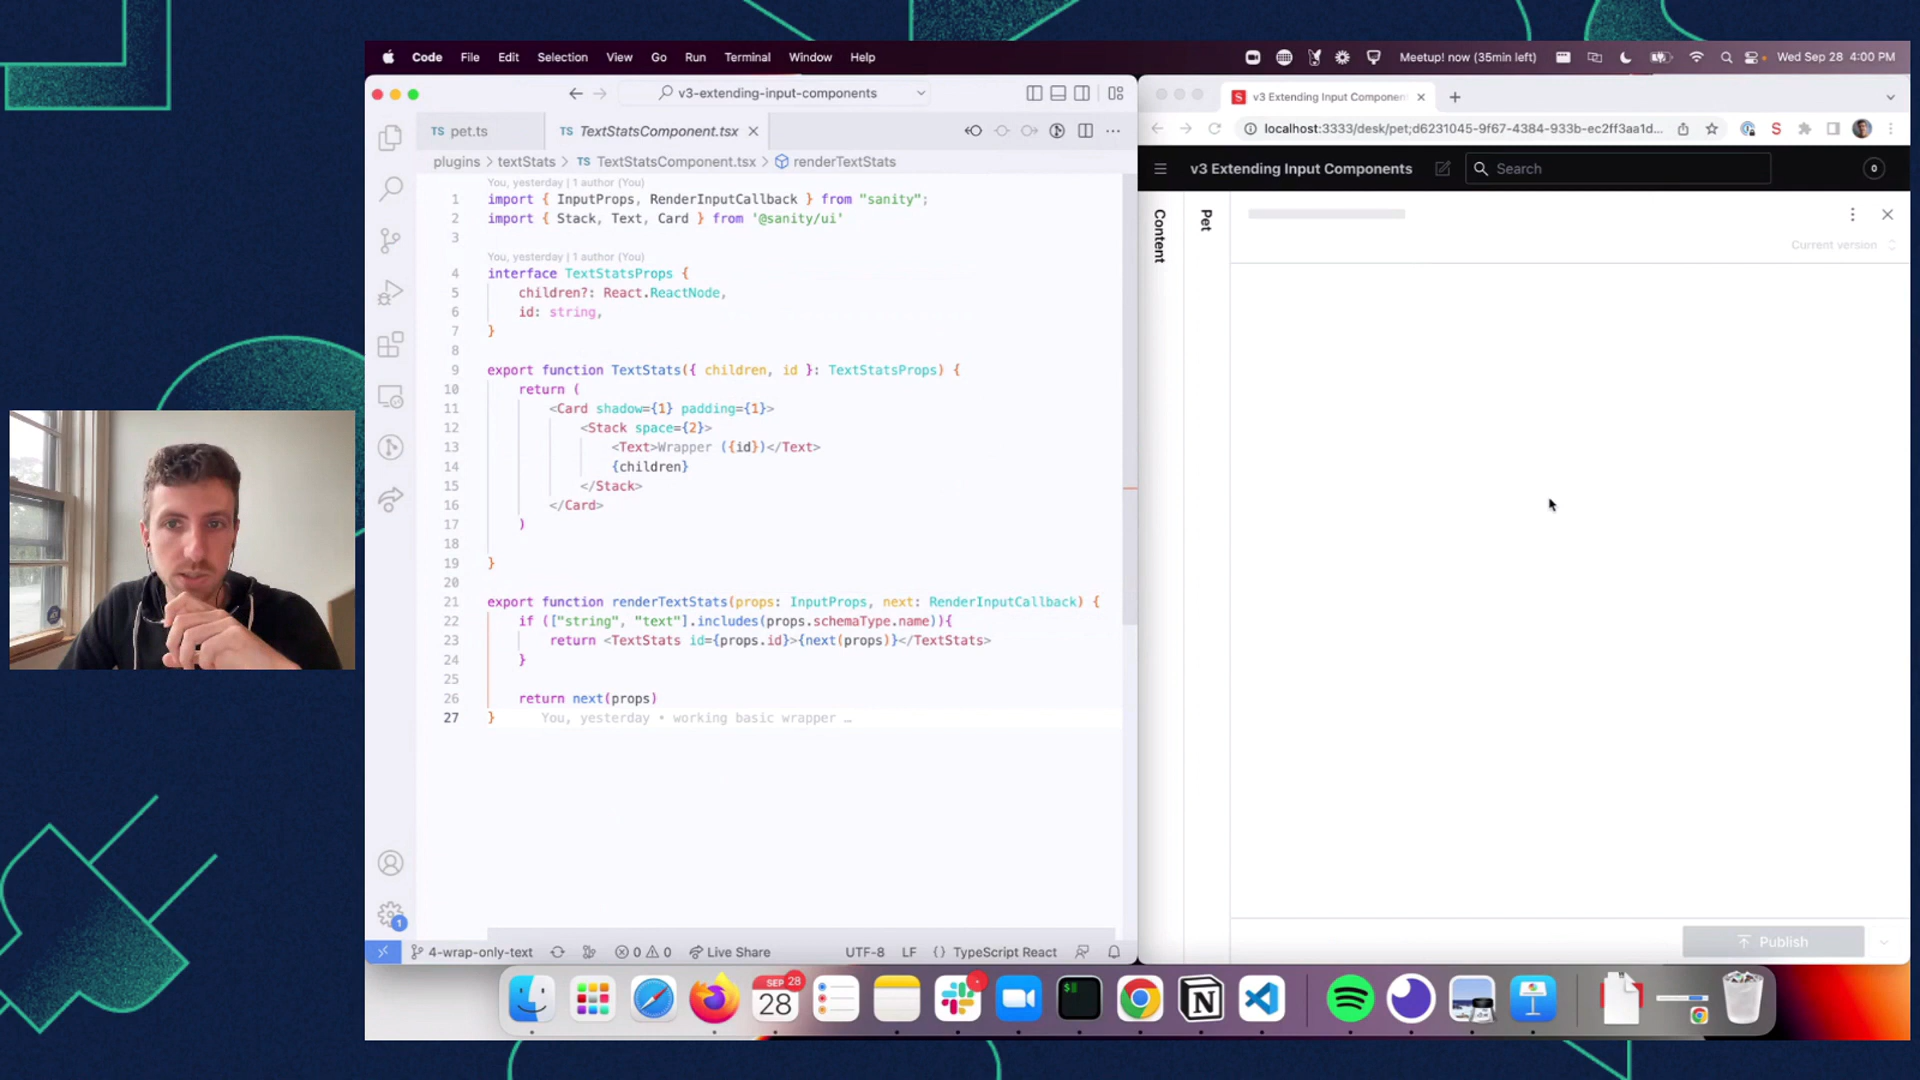 Code File Edit Selection View Go Run Terminal Window Help
Meetup! now (35min left) Wed Sep 28 4:00 PM
v3-extending-input-components
TS pet.ts TS TextStatsComponent.tsx
plugins > textStats > TS TextStatsComponent.tsx > renderTextStats
You, yesterday | 1 author (You)
1 import { InputProps, RenderInputCallback } from "sanity";
2 import { Stack, Text, Card } from '@sanity/ui'
3
You, yesterday | 1 author (You)
4 interface TextStatsProps {
5 children?: React.ReactNode,
6 id: string,
7 }
8
9 export function TextStats({ children, id }: TextStatsProps) {
10 return (
11 <Card shadow={1} padding={1}>
12 <Stack space={2}>
13 <Text>Wrapper ({id})</Text>
14 {children}
15 </Stack>
16 </Card>
17 )
18
19 }
20
21 export function renderTextStats(props: InputProps, next: RenderInputCallback) {
22 if (["string", "text"].includes(props.schemaType.name)){
23 return <TextStats id={props.id}>{next(props)}</TextStats>
24 }
25
26 return next(props)
27 } You, yesterday • working basic wrapper …
1
4-wrap-only-text 0 0 Live Share UTF-8 LF {} TypeScript React
S v3 Extending Input Componen
localhost:3333/desk/pet;d6231045-9f67-4384-933b-ec2ff3aa1d... S
v3 Extending Input Components Search 0
Content
Pet
Current version
Publish
SEP 28
28
$
N